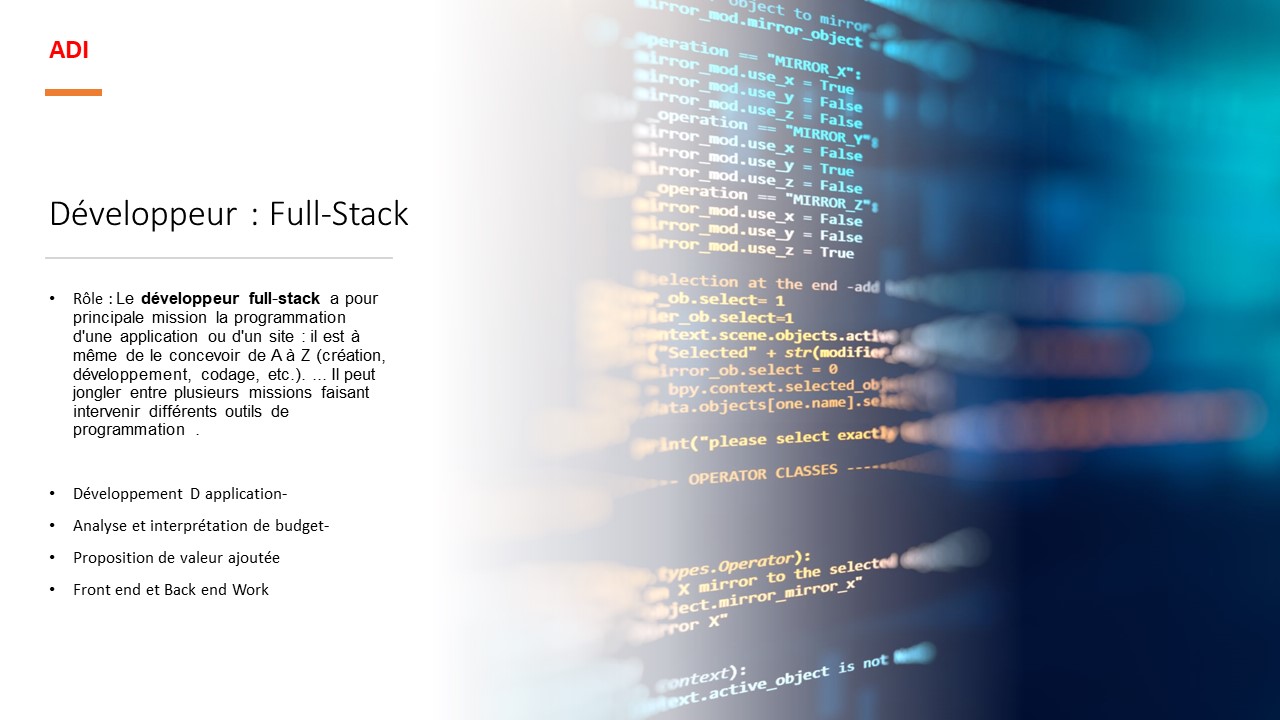 ADI
Développeur : Full-Stack
• Rôle : Le développeur full-stack a pour
principale mission la programmation
d'une application ou d'un site : il est à
même de le concevoir de A à Z (création,
développement, codage, etc.). ... Il peut
jongler entre plusieurs missions faisant
intervenir différents outils de
programmation .
• Développement D application-
• Analyse et interprétation de budget-
• Proposition de valeur ajoutée
• Front end et Back end Work
object to mirror_
mirror_mod.mirror_object
operation == "MIRROR_X":
mirror_mod.use_x = True
mirror_mod.use_y = False
mirror_mod.use_z = False
_operation == "MIRROR_Y":
mirror_mod.use_x = False
mirror_mod.use_y = True
mirror_mod.use_z = False
_operation == "MIRROR_Z":
mirror_mod.use_x = False
mirror_mod.use_y = False
mirror_mod.use_z = True
selection at the end -add
_ob.select= 1
ler_ob.select=1
ntext.scene.objects.active
("Selected" + str(modifier_
mirror_ob.select = 0
= bpy.context.selected_obj
data.objects[one.name].sel
print("please select exactly
-- OPERATOR CLASSES ----
types.Operator):
X mirror to the selected
ject.mirror_mirror_x"
ror X"
context):
ntext.active_object is not